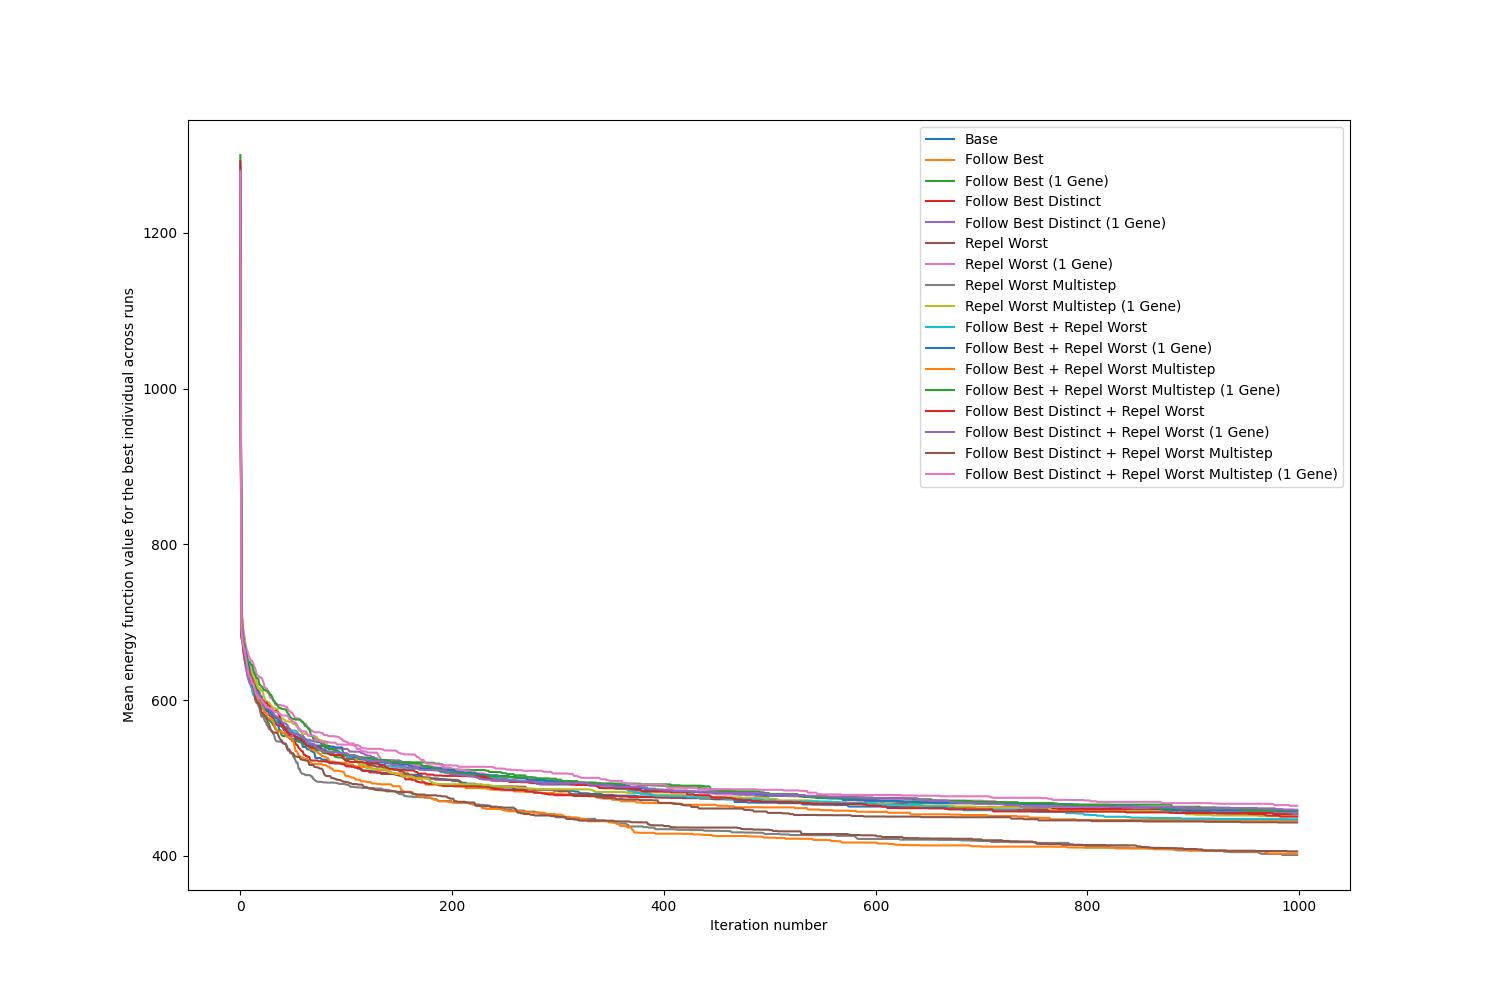 Base
Follow Best
Follow Best (1 Gene)
Follow Best Distinct
Follow Best Distinct (1 Gene)
Repel Worst
Repel Worst (1 Gene)
Repel Worst Multistep
Repel Worst Multistep (1 Gene)
Follow Best + Repel Worst
Follow Best + Repel Worst (1 Gene)
Follow Best + Repel Worst Multistep
Follow Best + Repel Worst Multistep (1 Gene)
Follow Best Distinct + Repel Worst
Follow Best Distinct + Repel Worst (1 Gene)
Follow Best Distinct + Repel Worst Multistep
Follow Best Distinct + Repel Worst Multistep (1 Gene)
Mean energy function value for the best individual across runs
1200
1000
800
600
400
0 200 400 600 800 1000
Iteration number